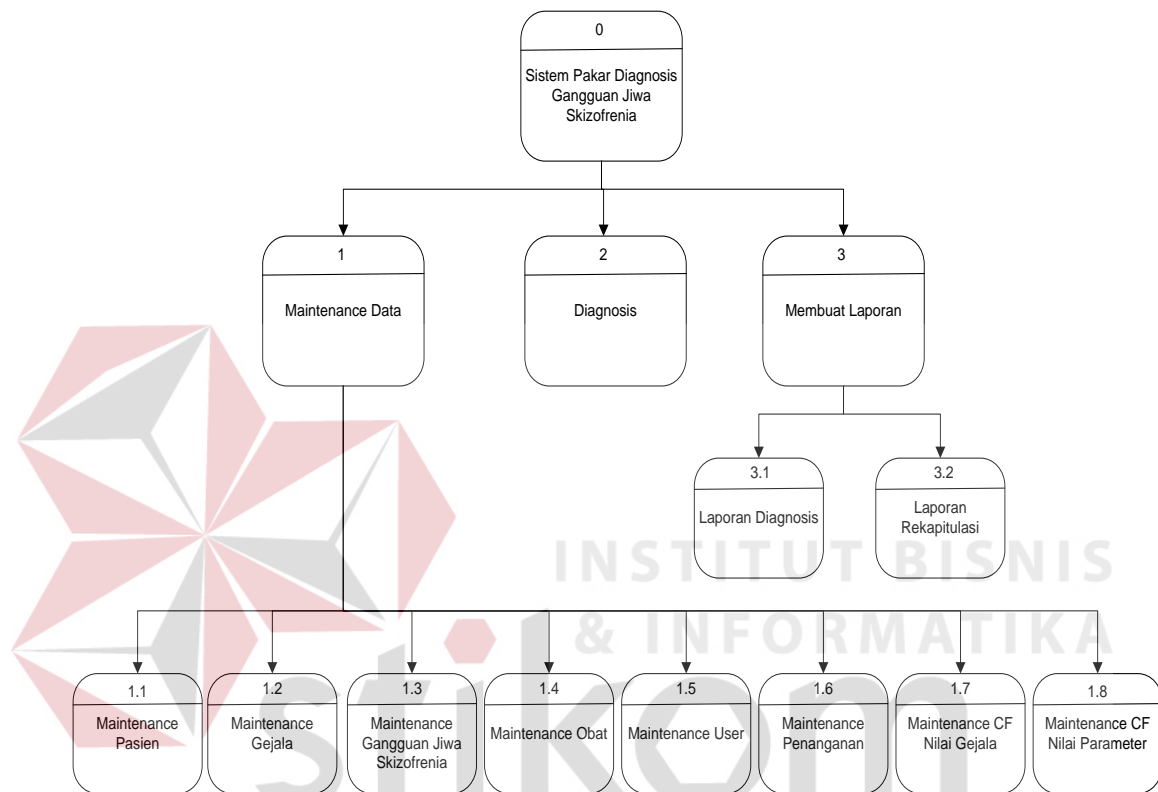 0
Sistem Pakar Diagnosis
Gangguan Jiwa
Skizofrenia
1
Maintenance Data
2
Diagnosis
3
Membuat Laporan
3.1
Laporan Diagnosis
3.2
Laporan
Rekapitulasi
INSTITUT BISNIS
& INFORMATIKA
stikom
1.1
Maintenance
Pasien
1.2
Maintenance
Gejala
1.3
Maintenance
Gangguan Jiwa
Skizofrenia
1.4
Maintenance Obat
1.5
Maintenance User
1.6
Maintenance
Penanganan
1.7
Maintenance CF
Nilai Gejala
1.8
Maintenance CF
Nilai Parameter